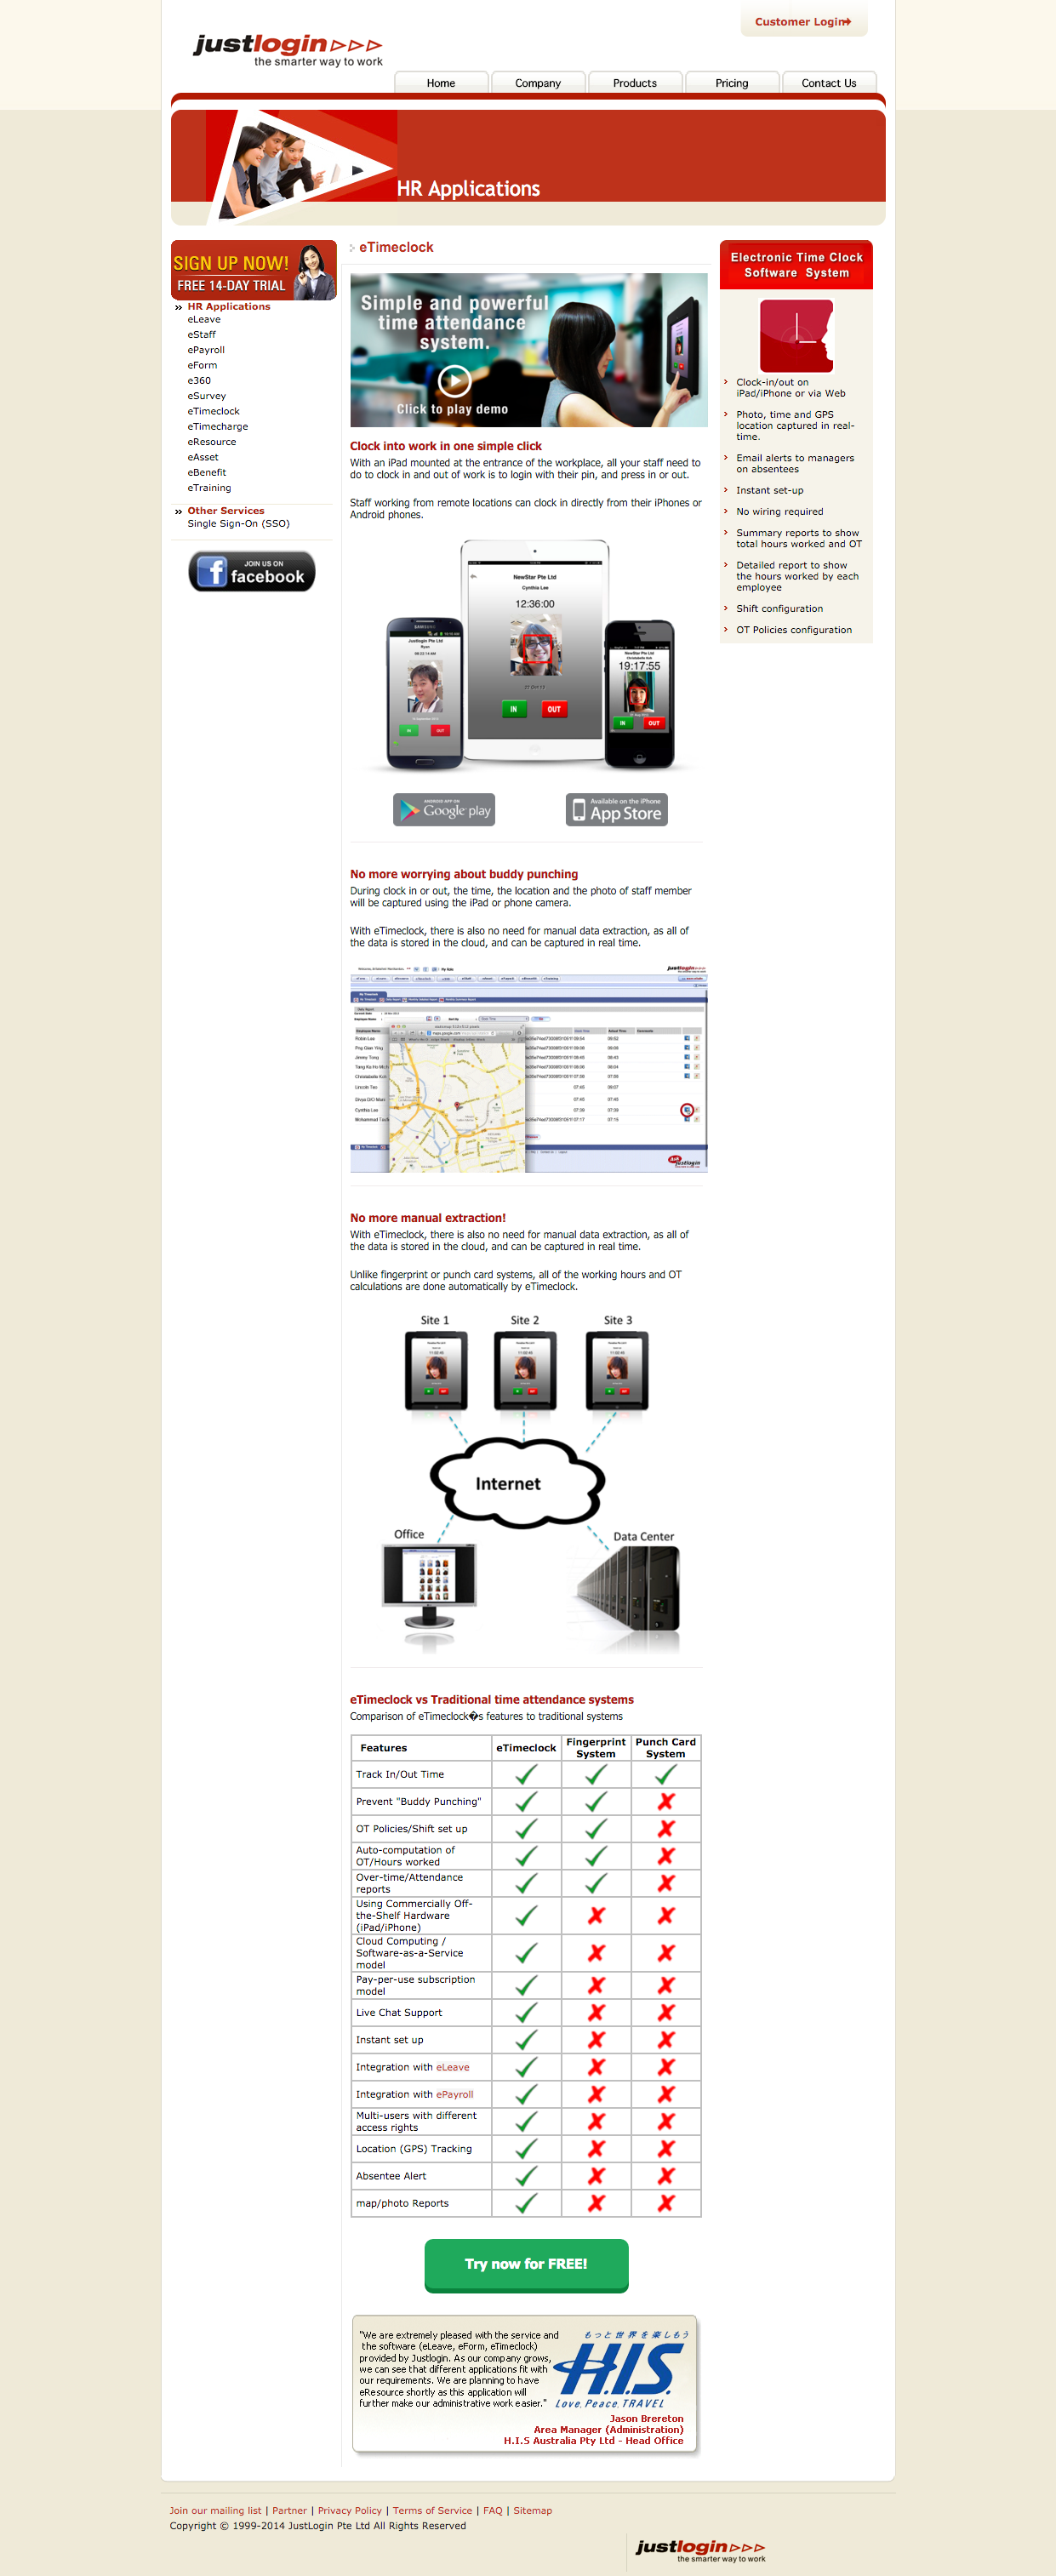 Customer Login
justlogin
the smarter way to work
Home
Company
Products
Pricing
Contact Us
HR Applications
SIGN UP NOW!
FREE 14-DAY TRIAL
HR Applications
eLeave
eStaff
ePayroll
eForm
e360
eSurvey
eTimeclock
eTimecharge
eResource
eAsset
eBenefit
eTraining
Other Services
Single Sign-On (SSO)
JOIN US ON
facebook
eTimeclock
Simple and powerful
time attendance
system.
Click to play demo
Clock into work in one simple click
With an iPad mounted at the entrance of the workplace, all your staff need to
do to clock in and out of work is to login with their pin, and press in or out.
Staff working from remote locations can clock in directly from their iPhones or
Android phones.
NewStar Pte Ltd
Cynthia Lee
12:36:00
IN
OUT
SAMSUNG
Justlogin Pte Ltd
Ryan
IN
OUT
19:17:55
IN
OUT
ANDROID APP ON
Google play
Available on the iPhone
App Store
No more worrying about buddy punching
During clock in or out, the time, the location and the photo of staff member
will be captured using the iPad or phone camera.
With eTimeclock, there is also no need for manual data extraction, as all of
the data is stored in the cloud, and can be captured in real time.
justlogin
Robin Lee
Png Gian Ying
Jimmy Tong
Lincoln Teo
Cynthia Lee
justlogin
No more manual extraction!
With eTimeclock, there is also no need for manual data extraction, as all of
the data is stored in the cloud, and can be captured in real time.
Unlike fingerprint or punch card systems, all of the working hours and OT
calculations are done automatically by eTimeclock.
Site 1
Site 2
Site 3
Internet
Office
Data Center
eTimeclock vs Traditional time attendance systems
Comparison of eTimeclock�s features to traditional systems
Features
eTimeclock
Fingerprint
System
Punch Card
System
Track In/Out Time
Prevent "Buddy Punching"
OT Policies/Shift set up
Auto-computation of
OT/Hours worked
Over-time/Attendance
reports
Using Commercially Off-
the-Shelf Hardware
(iPad/iPhone)
Cloud Computing /
Software-as-a-Service
model
Pay-per-use subscription
model
Live Chat Support
Instant set up
Integration with eLeave
Integration with ePayroll
Multi-users with different
access rights
Location (GPS) Tracking
Absentee Alert
map/photo Reports
Try now for FREE!
"We are extremely pleased with the service and
the software (eLeave, eForm, eTimeclock)
provided by Justlogin. As our company grows,
we can see that different applications fit with
our requirements. We are planning to have
eResource shortly as this application will
further make our administrative work easier."
もっと世界を楽しもう
H.I.S.
Love. Peace. TRAVEL
Jason Brereton
Area Manager (Administration)
H.I.S Australia Pty Ltd - Head Office
Electronic Time Clock
Software System
Clock-in/out on
iPad/iPhone or via Web
Photo, time and GPS
location captured in real-
time.
Email alerts to managers
on absentees
Instant set-up
No wiring required
Summary reports to show
total hours worked and OT
Detailed report to show
the hours worked by each
employee
Shift configuration
OT Policies configuration
Join our mailing list | Partner | Privacy Policy | Terms of Service | FAQ | Sitemap
Copyright © 1999-2014 JustLogin Pte Ltd All Rights Reserved
justlogin
the smarter way to work